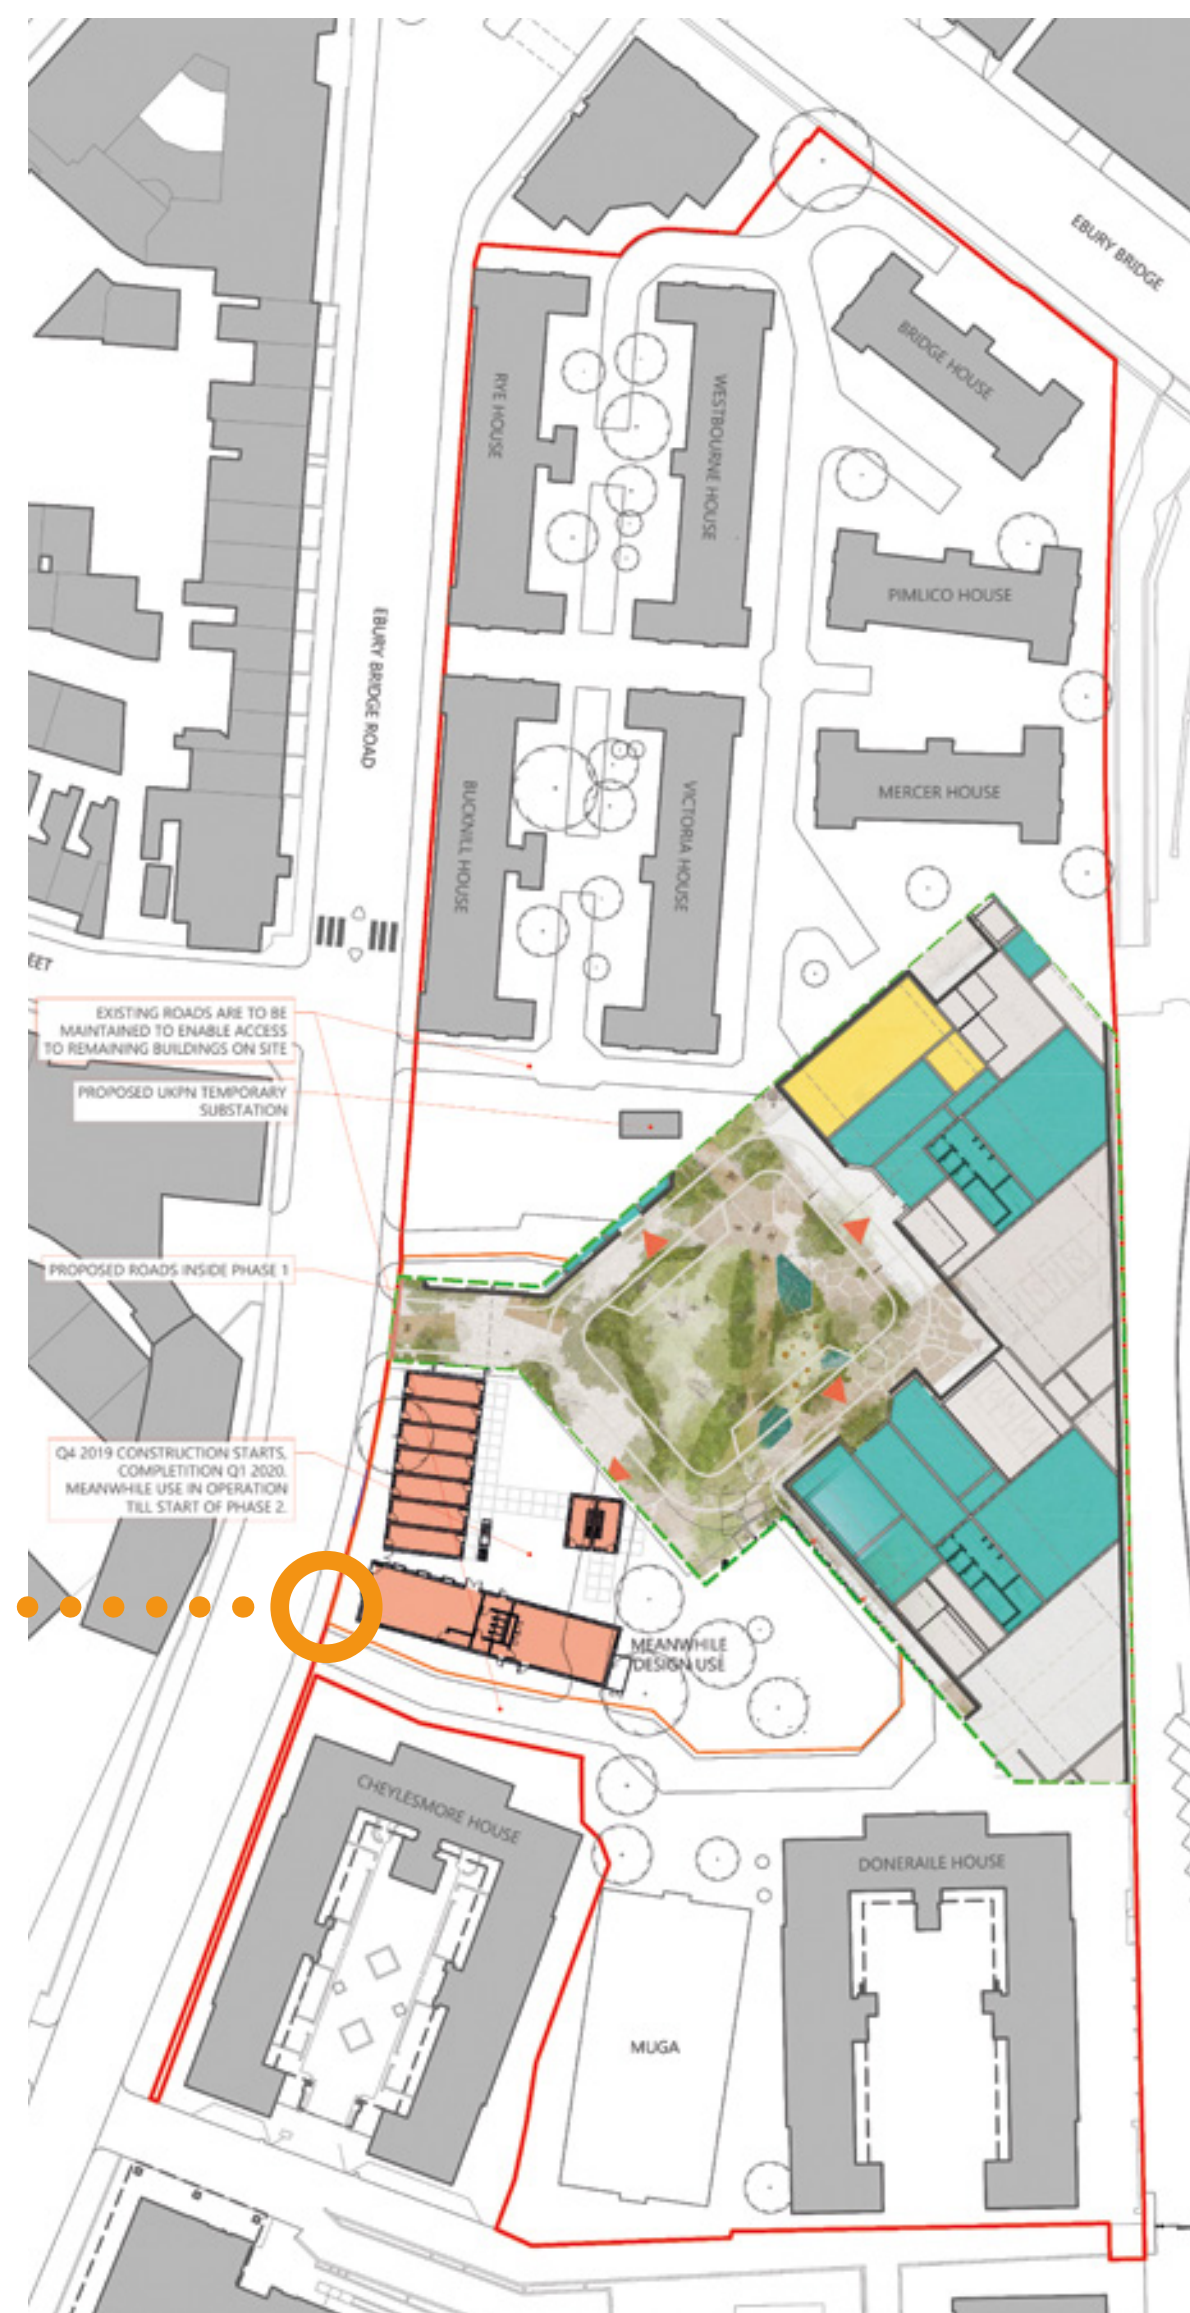 EBURY BRIDGE
BRIDGE HOUSE
RYE HOUSE
WESTBOURNE HOUSE
PIMLICO HOUSE
EBURY BRIDGE ROAD
BUCKNILL HOUSE
VICTORIA HOUSE
MERCER HOUSE
EET
EXISTING ROADS ARE TO BE
MAINTAINED TO ENABLE ACCESS
TO REMAINING BUILDINGS ON SITE
PROPOSED UKPN TEMPORARY
SUBSTATION
PROPOSED ROADS INSIDE PHASE 1
Q4 2019 CONSTRUCTION STARTS,
COMPLETITION Q1 2020.
MEANWHILE USE IN OPERATION
TILL START OF PHASE 2.
MEANWHILE
DESIGN USE
CHEYLESMORE HOUSE
DONERAILE HOUSE
MUGA